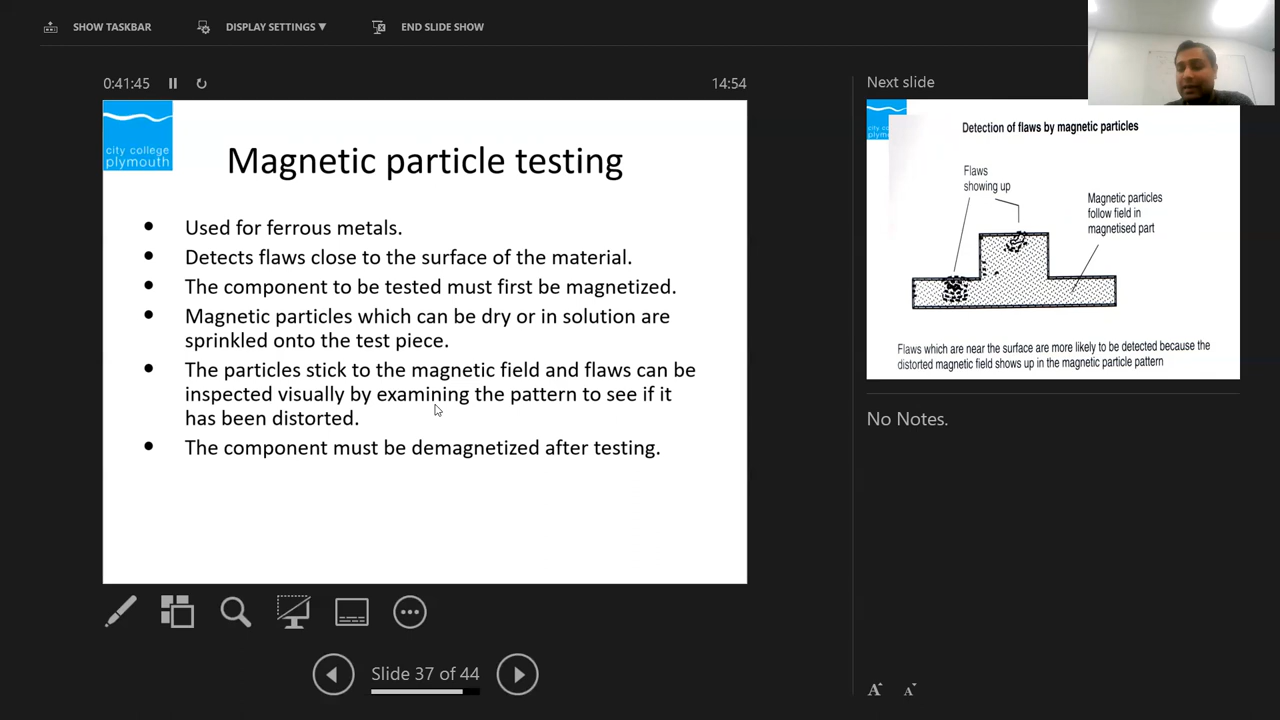 SHOW TASKBAR
DISPLAY SETTINGS ▼
END SLIDE SHOW
0:41:45
14:54
city college
plymouth
Magnetic particle testing
• Used for ferrous metals.
• Detects flaws close to the surface of the material.
• The component to be tested must first be magnetized.
• Magnetic particles which can be dry or in solution are
sprinkled onto the test piece.
• The particles stick to the magnetic field and flaws can be
inspected visually by examining the pattern to see if it
has been distorted.
• The component must be demagnetized after testing.
Slide 37 of 44
Next slide
city college
Detection of flaws by magnetic particles
Flaws
showing up
Magnetic particles
follow field in
magnetised part
Flaws which are near the surface are more likely to be detected because the
distorted magnetic field shows up in the magnetic particle pattern
No Notes.
A A